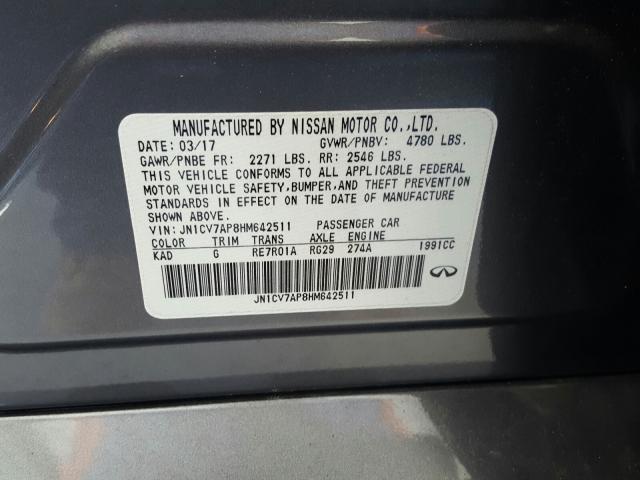 MANUFACTURED BY NISSAN MOTOR CO.,LTD.
DATE: 03/17 GVWR/PNBV: 4780 LBS.
GAWR/PNBE FR: 2271 LBS. RR: 2546 LBS.
THIS VEHICLE CONFORMS TO ALL APPLICABLE FEDERAL
MOTOR VEHICLE SAFETY,BUMPER,AND THEFT PREVENTION
STANDARDS IN EFFECT ON THE DATE OF MANUFACTURE
SHOWN ABOVE.
VIN: JN1CV7AP8HM642511 PASSENGER CAR
COLOR TRIM TRANS AXLE ENGINE
KAD G RE7R01A RG29 274A 1991CC
JN1CV7AP8HM642511